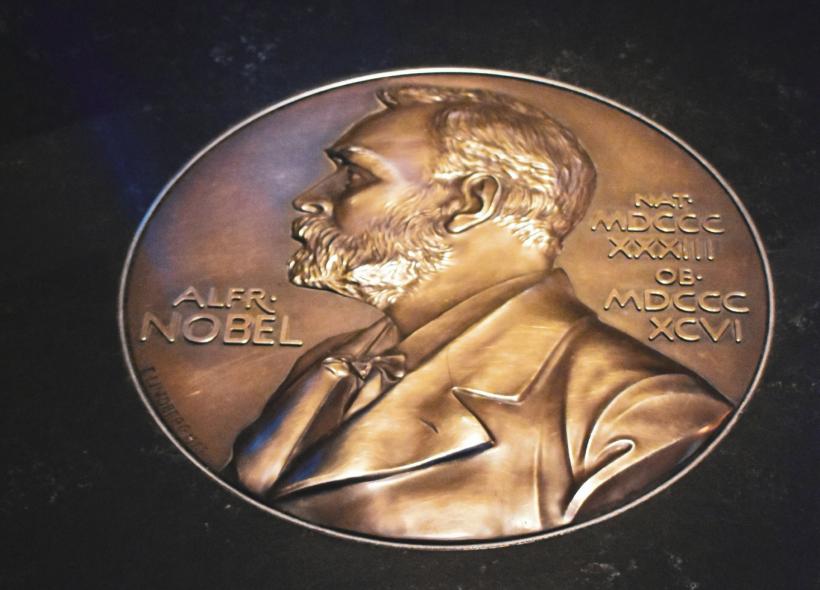 ALFR·
NOBEL
NAT·
MDCCC
XXXIII
OB·
MDCCC
XCVI